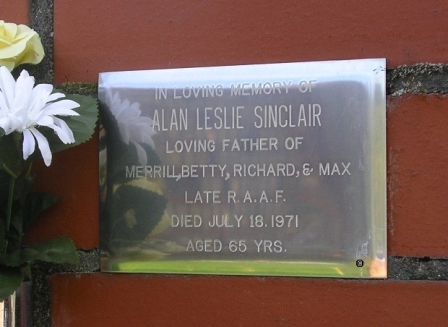 IN LOVING MEMORY OF
ALAN LESLIE SINCLAIR
LOVING FATHER OF
MERRILL, BETTY, RICHARD, & MAX
LATE R.A.A.F.
DIED JULY 18. 1971
AGED 65 YRS.